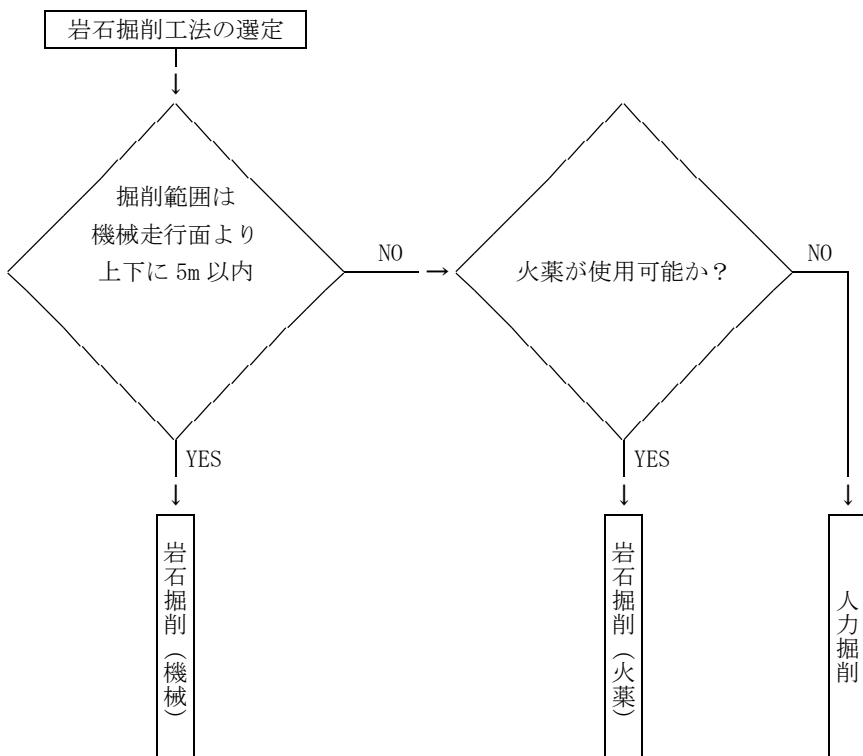 岩石掘削工法の選定
↓
掘削範囲は
機械走行面より
上下に 5m 以内
NO
→
火薬が使用可能か？
NO
YES
↓
YES
↓
↓
岩石掘削（機械）
岩石掘削（火薬）
人力掘削